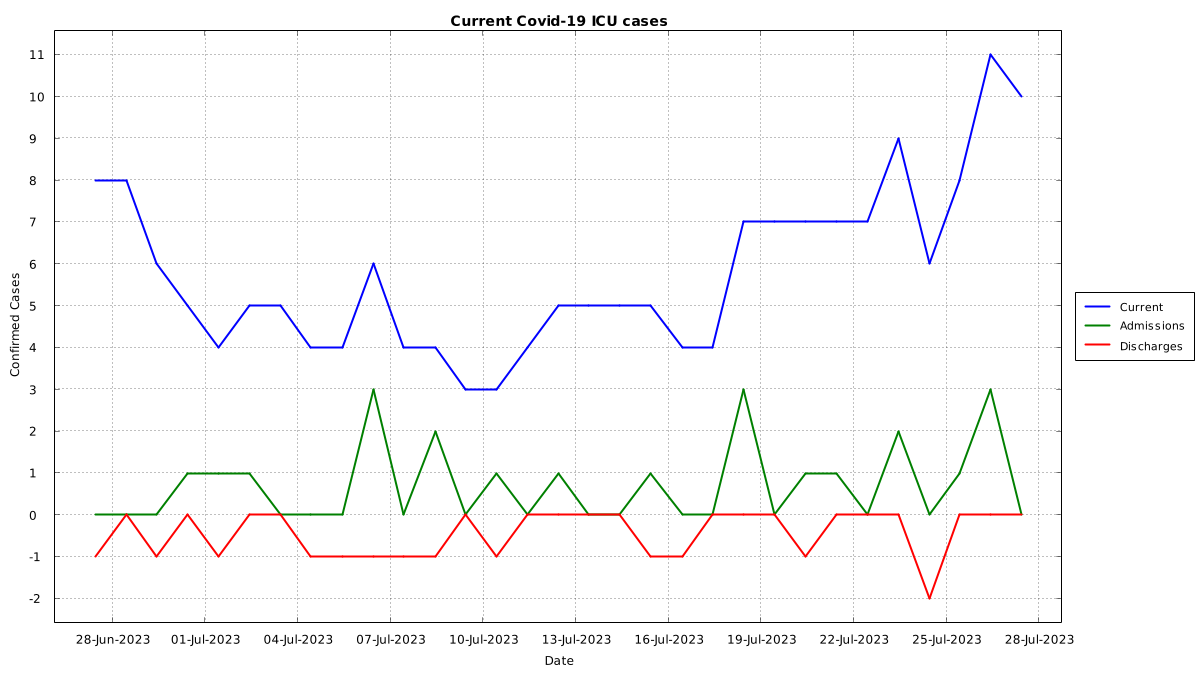 Current Covid-19 ICU cases
11
10
9
8
7
6
5
4
3
2
1
0
-1
-2
Confirmed Cases
28-Jun-2023 01-Jul-2023 04-Jul-2023 07-Jul-2023 10-Jul-2023 13-Jul-2023 16-Jul-2023 19-Jul-2023 22-Jul-2023 25-Jul-2023 28-Jul-2023
Date
Current
Admissions
Discharges